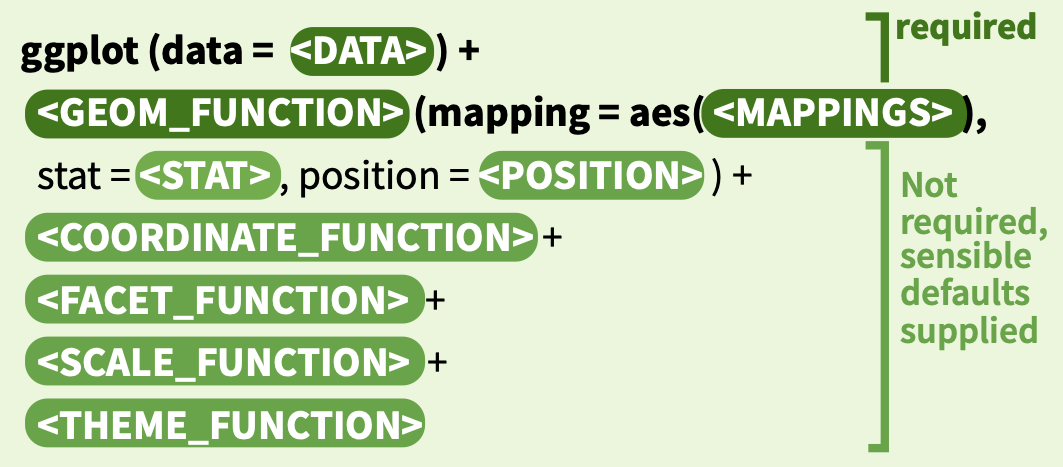 ggplot (data = <DATA>) +
<GEOM_FUNCTION>(mapping = aes(<MAPPINGS>),
stat = <STAT>, position = <POSITION>) +
<COORDINATE_FUNCTION> +
<FACET_FUNCTION> +
<SCALE_FUNCTION> +
<THEME_FUNCTION>
required
Not
required,
sensible
defaults
supplied